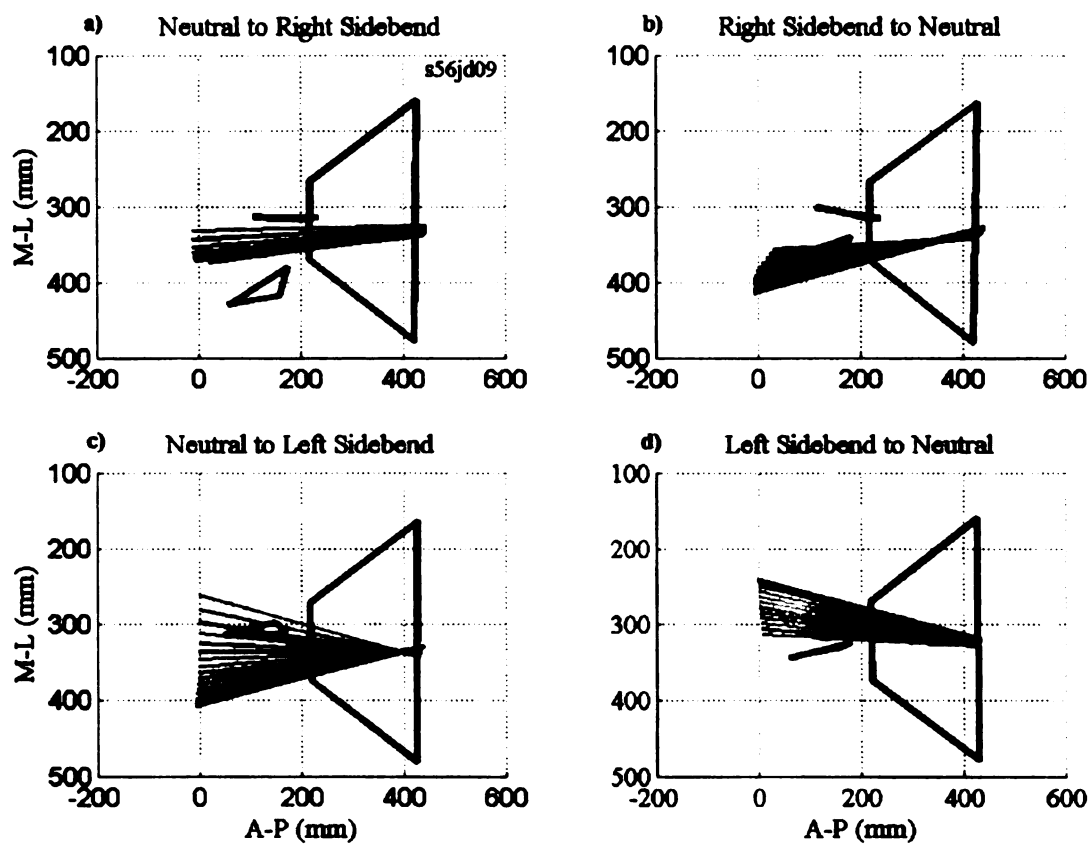 a) Neutral to Right Sidebend
b) Right Sidebend to Neutral
s56jd09
M-L (mm)
100
200
300
400
500
-200 0 200 400 600
100
200
300
400
500
-200 0 200 400 600
c) Neutral to Left Sidebend
d) Left Sidebend to Neutral
M-L (mm)
100
200
300
400
500
-200 0 200 400 600
A-P (mm)
100
200
300
400
500
-200 0 200 400 600
A-P (mm)